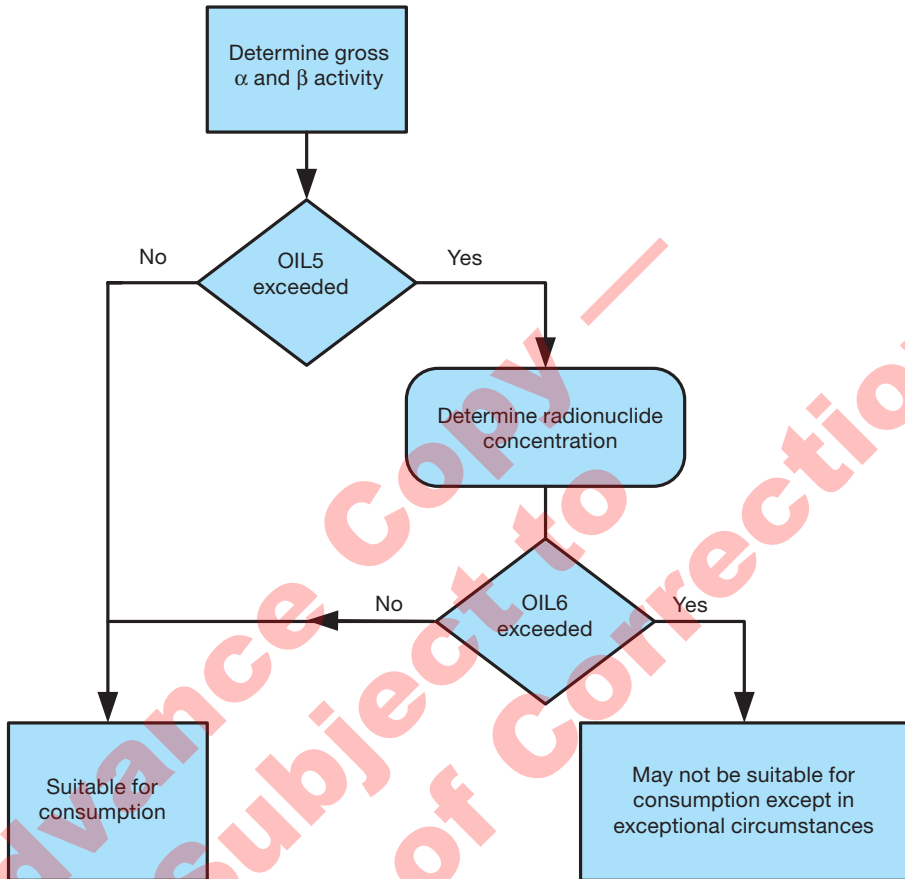 Determine gross
α and β activity
No
OIL5
exceeded
Yes
Determine radionuclide
concentration
No
OIL6
exceeded
Yes
Suitable for
consumption
May not be suitable for
consumption except in
exceptional circumstances
Advance Copy —
Subject to
of Correction